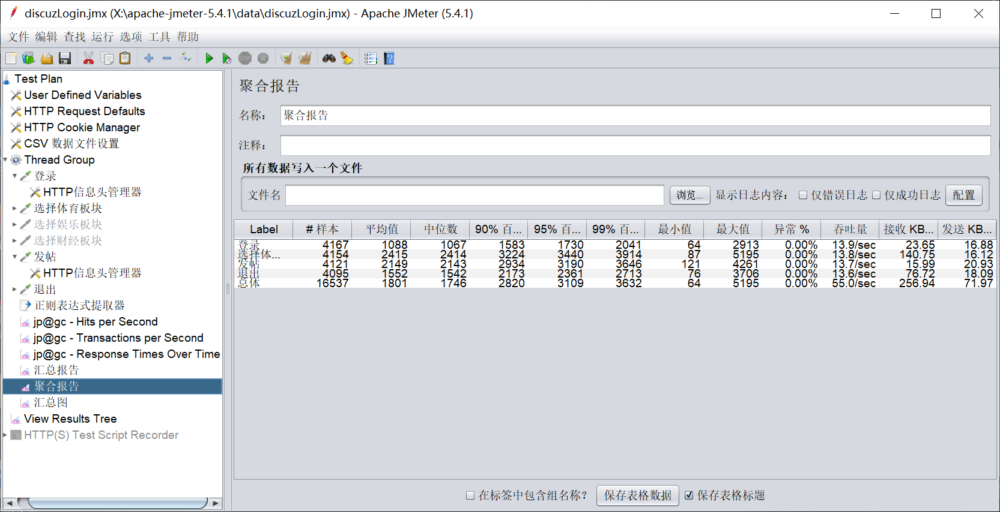 discuzLogin.jmx (X:\apache-jmeter-5.4.1\data\discuzLogin.jmx) - Apache JMeter (5.4.1)
文件 编辑 查找 运行 选项 工具 帮助
Test Plan
User Defined Variables
HTTP Request Defaults
HTTP Cookie Manager
CSV 数据文件设置
Thread Group
登录
HTTP信息头管理器
选择体育板块
选择娱乐板块
选择财经板块
发帖
HTTP信息头管理器
退出
正则表达式提取器
jp@gc - Hits per Second
jp@gc - Transactions per Second
jp@gc - Response Times Over Time
汇总报告
聚合报告
汇总图
View Results Tree
HTTP(S) Test Script Recorder
聚合报告
名称： 聚合报告
注释：
所有数据写入一个文件
文件名 浏览... 显示日志内容： 仅错误日志 仅成功日志 配置
Label # 样本 平均值 中位数 90% 百... 95% 百... 99% 百... 最小值 最大值 异常 % 吞吐量 接收 KB... 发送 KB...
登录 4167 1088 1067 1583 1730 2041 64 2913 0.00% 13.9/sec 23.65 16.88
选择体... 4154 2415 2414 3224 3440 3914 87 5195 0.00% 13.8/sec 140.75 16.12
发帖 4121 2149 2143 2934 3190 3646 121 4261 0.00% 13.7/sec 15.99 20.93
退出 4095 1552 1542 2173 2361 2713 76 3706 0.00% 13.6/sec 76.72 18.09
总体 16537 1801 1746 2820 3109 3632 64 5195 0.00% 55.0/sec 256.94 71.97
在标签中包含组名称? 保存表格数据 保存表格标题